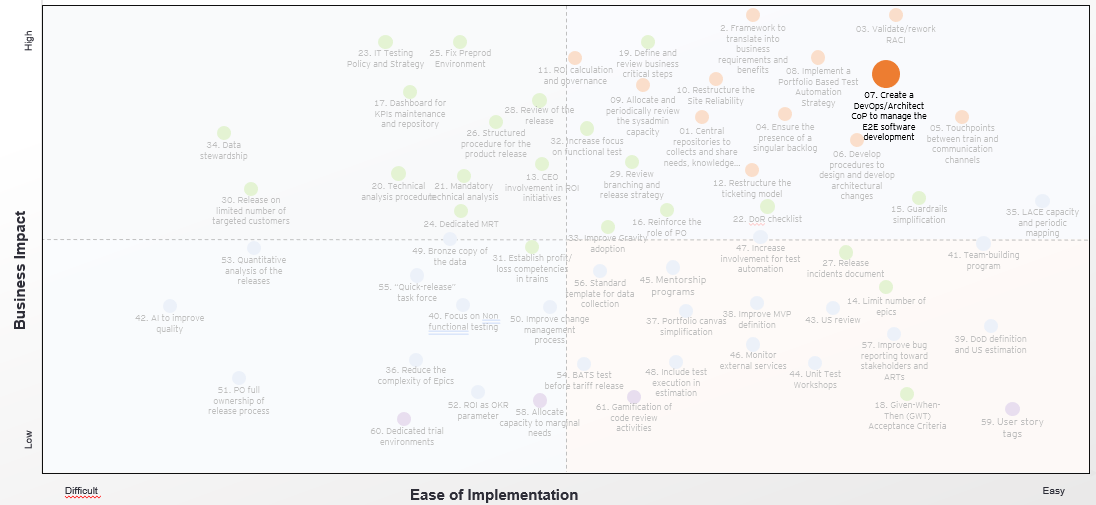 High
23. IT Testing
Policy and Strategy
25. Fix Preprod
Environment
11. ROI calculation
and governance
19. Define and
review business
critical steps
2. Framework to
translate into
business
requirements and
benefits
03. Validate/rework
RACI
08. Implement a
Portfolio Based Test
Automation
Strategy
10. Restructure the
Site Reliability
07. Create a
DevOps/Architect
CoP to manage the
E2E software
development
17. Dashboard for
KPIs maintenance
and repository
28. Review of the
release
09. Allocate and
periodically review
the sysadmin
capacity
26. Structured
procedure for the
product release
32. Increase focus
on functional test
01. Central
repositories to
collects and share
needs, knowledge...
04. Ensure the
presence of a
singular backlog
05. Touchpoints
between train and
communication
channels
34. Data
stewardship
06. Develop
procedures to
design and develop
architectural
changes
20. Technical
analysis procedure
21. Mandatory
technical analysis
13. CEO
involvement in ROI
initiatives
29. Review
branching and
release strategy
12. Restructure the
ticketing model
30. Release on
limited number of
targeted customers
24. Dedicated MRT
16. Reinforce the
role of PO
22. DoR checklist
15. Guardrails
simplification
35. LACE capacity
and periodic
mapping
33. Improve Gravity
adoption
Business Impact
53. Quantitative
analysis of the
releases
49. Bronze copy of
the data
31. Establish profit/
loss competencies
in trains
47. Increase
involvement for test
automation
27. Release
incidents document
41. Team-building
program
55. "Quick-release"
task force
56. Standard
template for data
collection
45. Mentorship
programs
14. Limit number of
epics
42. AI to improve
quality
40. Focus on Non
functional testing
50. Improve change
management
process
37. Portfolio canvas
simplification
38. Improve MVP
definition
43. US review
39. DoD definition
and US estimation
57. Improve bug
reporting toward
stakeholders and
ARTs
36. Reduce the
complexity of Epics
54. BATS test
before tariff release
48. Include test
execution in
estimation
46. Monitor
external services
44. Unit Test
Workshops
51. PO full
ownership of
release process
52. ROI as OKR
parameter
58. Allocate
capacity to marginal
needs
61. Gamification of
code review
activities
18. Given-When-
Then (GWT)
Acceptance Criteria
59. User story
tags
60. Dedicated trial
environments
Low
Difficult
Ease of Implementation
Easy